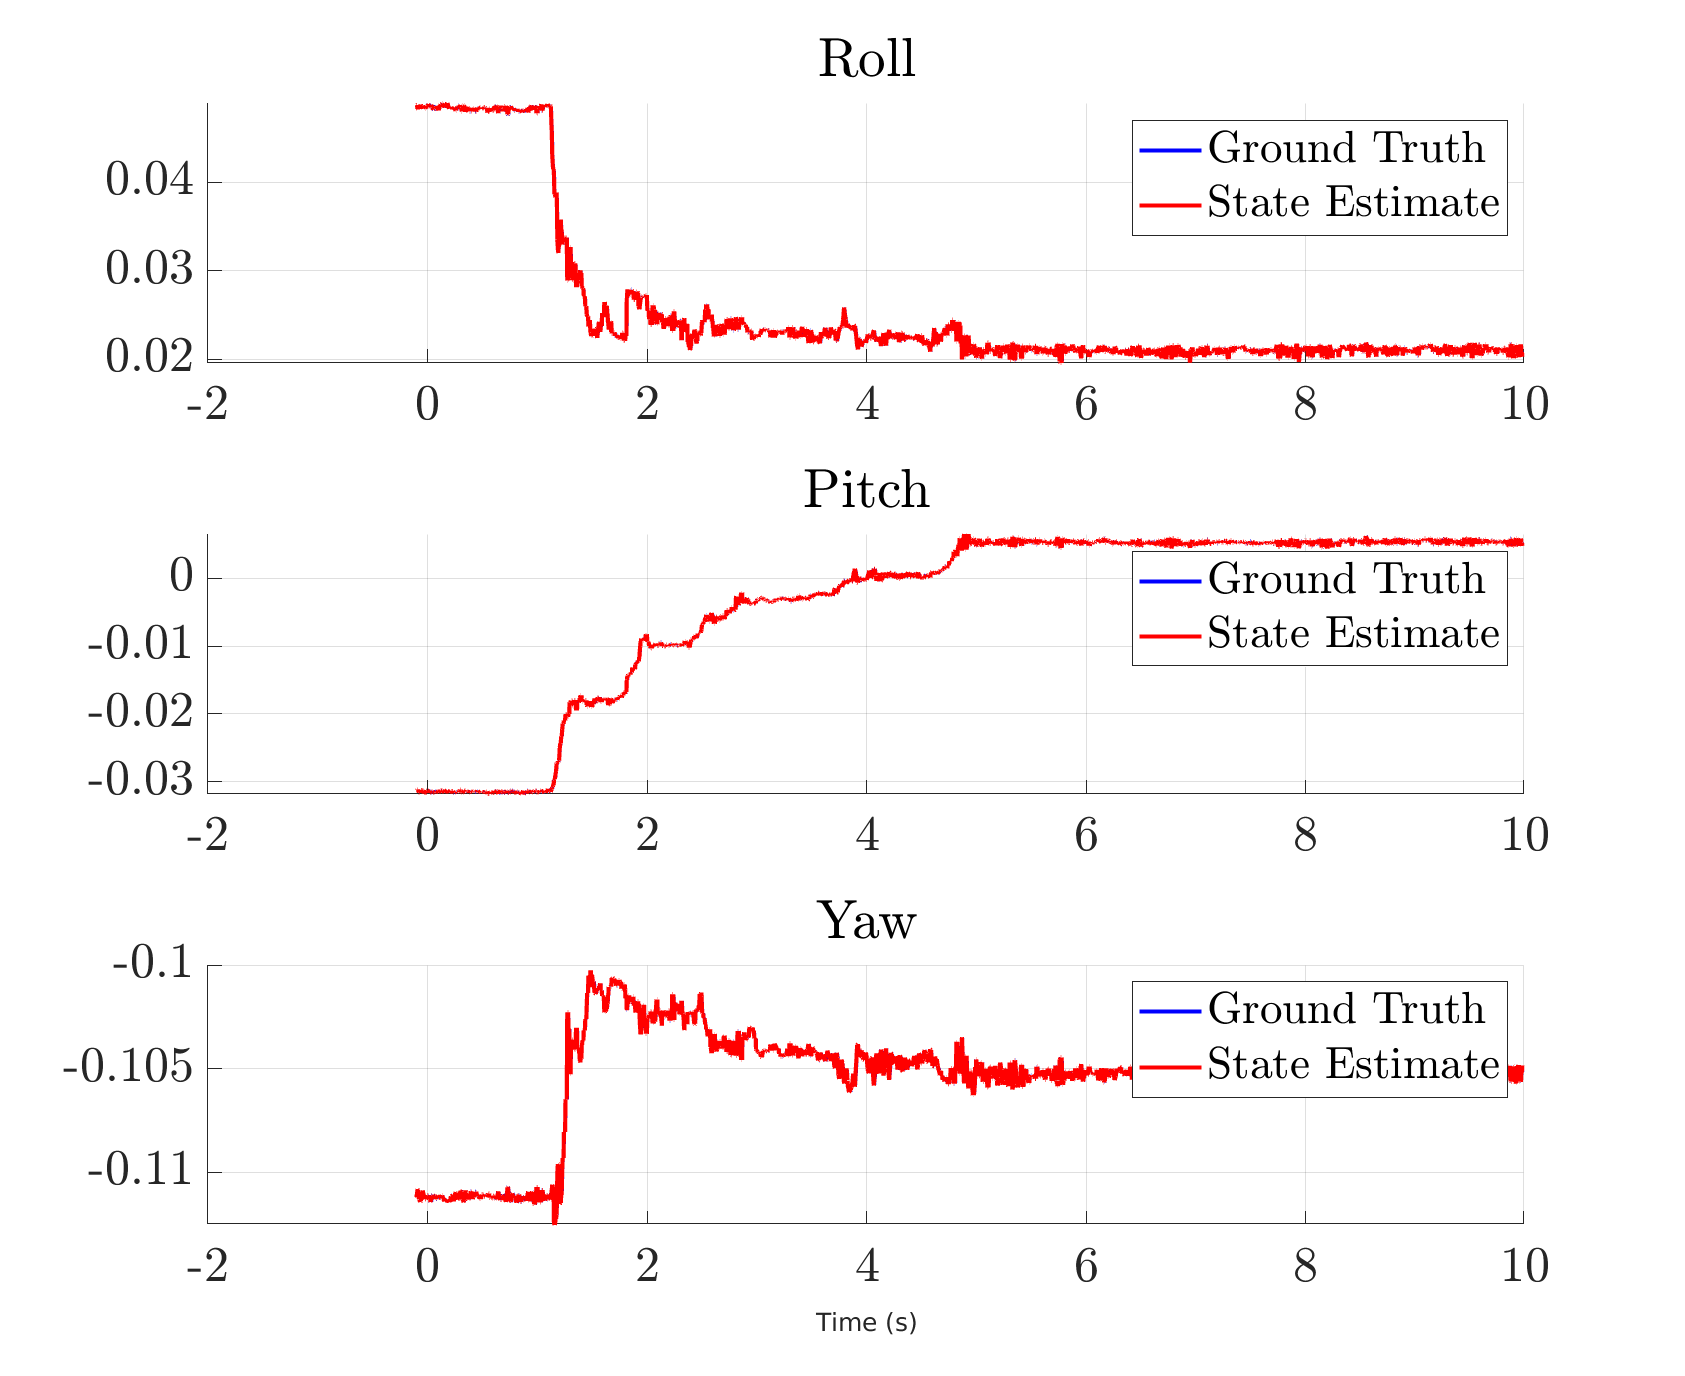 Roll
Ground Truth
State Estimate
0.04
0.03
0.02
-2 0 2 4 6 8 10
Pitch
Ground Truth
State Estimate
0
-0.01
-0.02
-0.03
-2 0 2 4 6 8 10
Yaw
Ground Truth
State Estimate
-0.1
-0.105
-0.11
-2 0 2 4 6 8 10
Time (s)